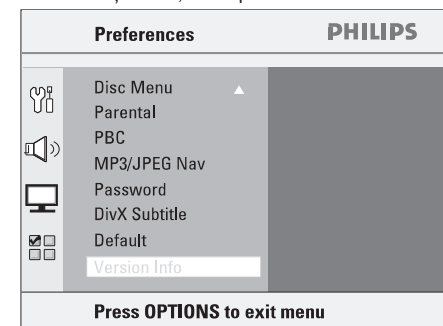 Preferences
PHILIPS
Disc Menu
Parental
PBC
MP3/JPEG Nav
Password
DivX Subtitle
Default
Version Info
Press OPTIONS to exit menu